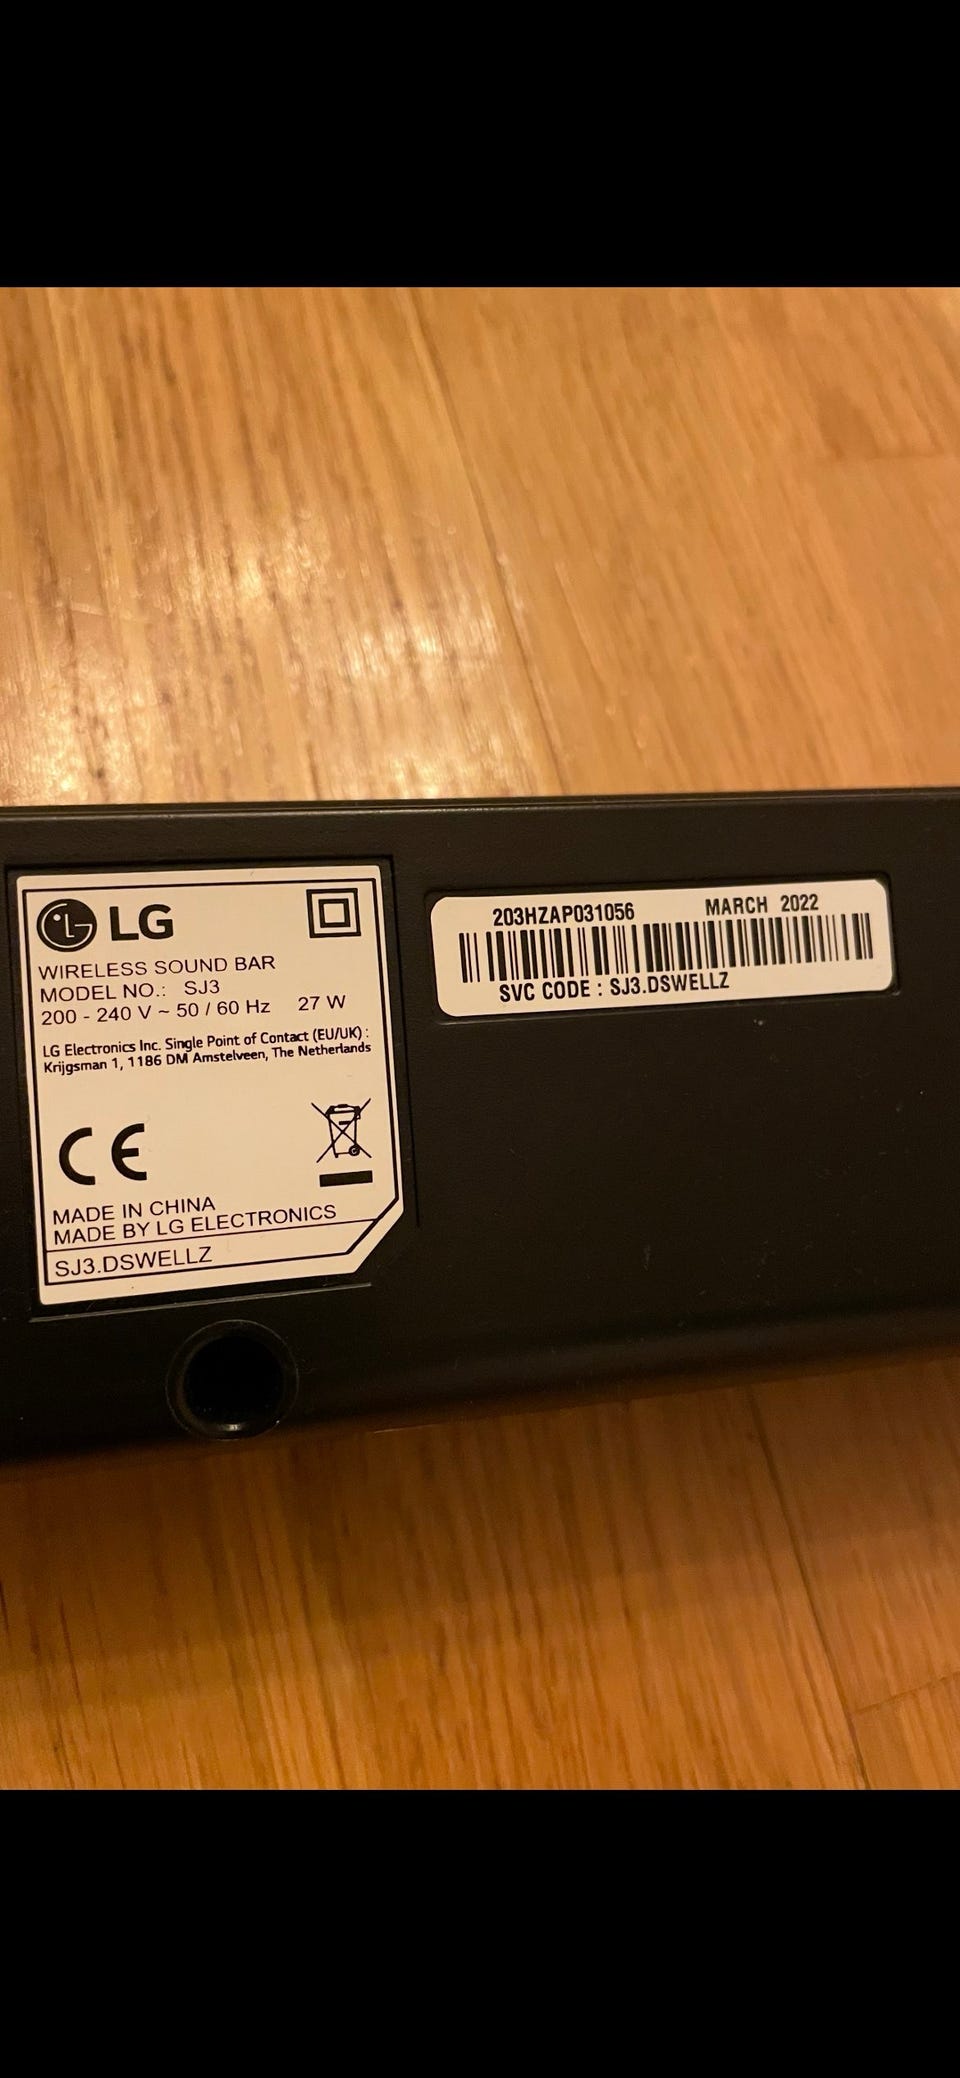 LG
WIRELESS SOUND BAR
MODEL NO.: SJ3
200 - 240 V ~ 50 / 60 Hz 27 W
LG Electronics Inc. Single Point of Contact (EU/UK) :
Krijgsman 1, 1186 DM Amstelveen, The Netherlands
CE
MADE IN CHINA
MADE BY LG ELECTRONICS
SJ3.DSWELLZ
203HZAP031056 MARCH 2022
SVC CODE : SJ3.DSWELLZ